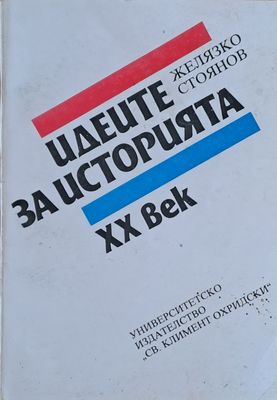 ЖЕЛЯЗКО
СТОЯНОВ
ИДЕИТЕ
ЗА ИСТОРИЯТА
XX век
УНИВЕРСИТЕТСКО
ИЗДАТЕЛСТВО
„СВ. КЛИМЕНТ ОХРИДСКИ"